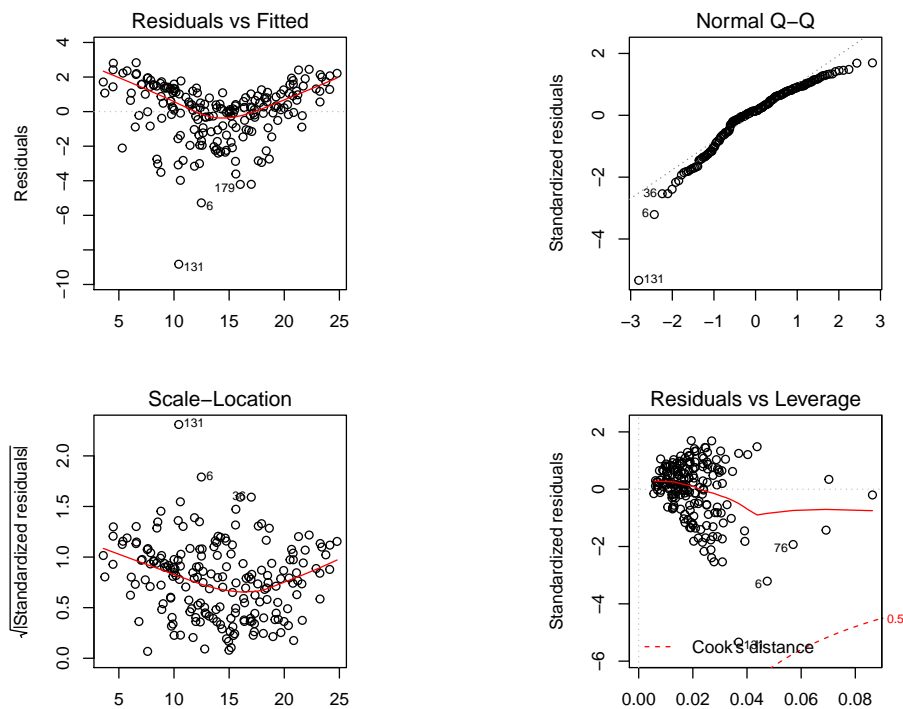 Residuals vs Fitted
Residuals
4
2
0
−2
−4
−6
−10
179
6
131
5 10 15 20 25
Normal Q−Q
Standardized residuals
2
0
−2
−4
36
6
131
−3 −2 −1 0 1 2 3
Scale−Location
√|Standardized residuals|
2.0
1.5
1.0
0.5
0.0
131
6
36
5 10 15 20 25
Residuals vs Leverage
Standardized residuals
2
0
−2
−4
−6
76
6
131
0.5
Cook's distance
0.00 0.02 0.04 0.06 0.08